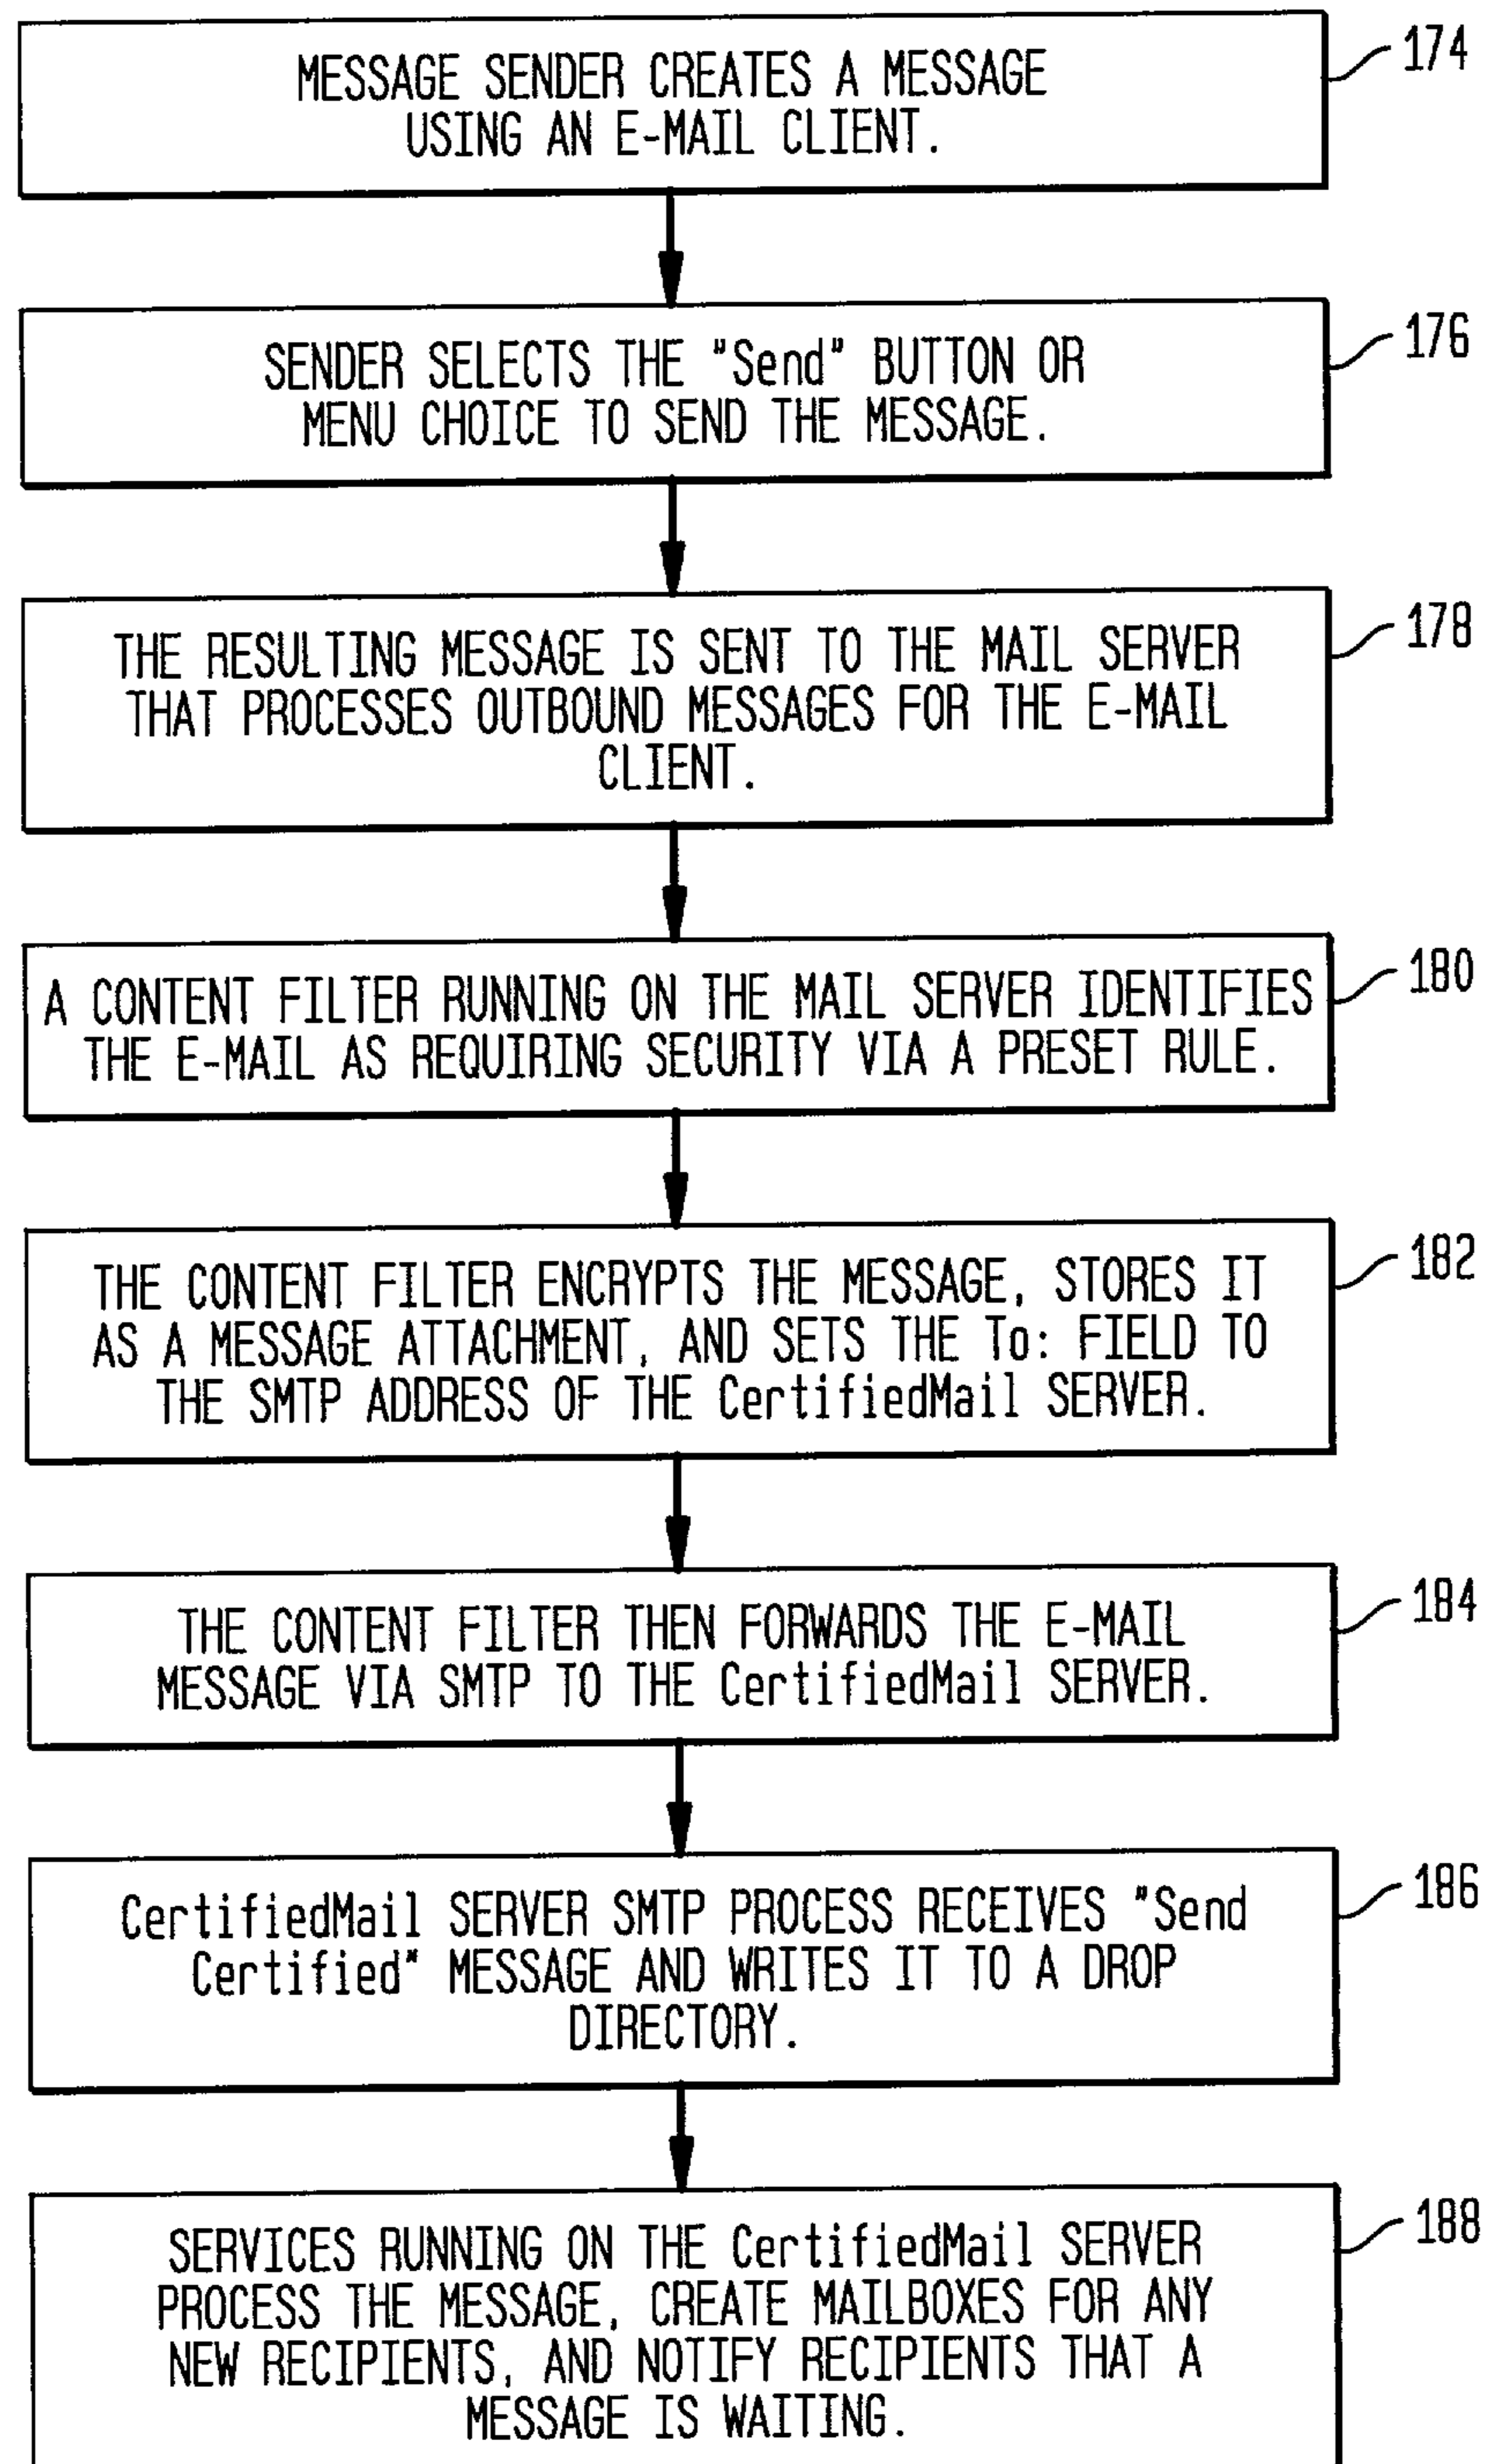 MESSAGE SENDER CREATES A MESSAGE
USING AN E-MAIL CLIENT.
174
SENDER SELECTS THE "Send" BUTTON OR
MENU CHOICE TO SEND THE MESSAGE.
176
THE RESULTING MESSAGE IS SENT TO THE MAIL SERVER
THAT PROCESSES OUTBOUND MESSAGES FOR THE E-MAIL
CLIENT.
178
A CONTENT FILTER RUNNING ON THE MAIL SERVER IDENTIFIES
THE E-MAIL AS REQUIRING SECURITY VIA A PRESET RULE.
180
THE CONTENT FILTER ENCRYPTS THE MESSAGE, STORES IT
AS A MESSAGE ATTACHMENT, AND SETS THE To: FIELD TO
THE SMTP ADDRESS OF THE CertifiedMail SERVER.
182
THE CONTENT FILTER THEN FORWARDS THE E-MAIL
MESSAGE VIA SMTP TO THE CertifiedMail SERVER.
184
CertifiedMail SERVER SMTP PROCESS RECEIVES "Send
Certified" MESSAGE AND WRITES IT TO A DROP
DIRECTORY.
186
SERVICES RUNNING ON THE CertifiedMail SERVER
PROCESS THE MESSAGE, CREATE MAILBOXES FOR ANY
NEW RECIPIENTS, AND NOTIFY RECIPIENTS THAT A
MESSAGE IS WAITING.
188